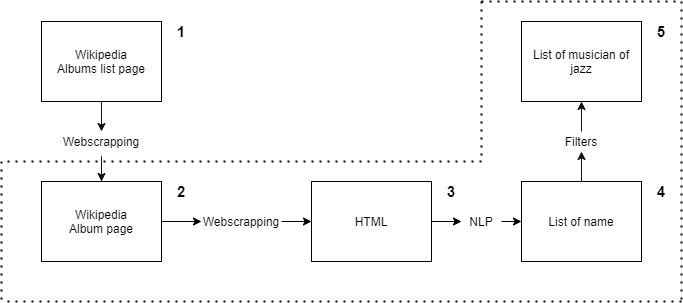 1
Wikipedia
Albums list page
Webscrapping
2
Wikipedia
Album page
Webscrapping
3
HTML
NLP
4
List of name
Filters
5
List of musician of
jazz